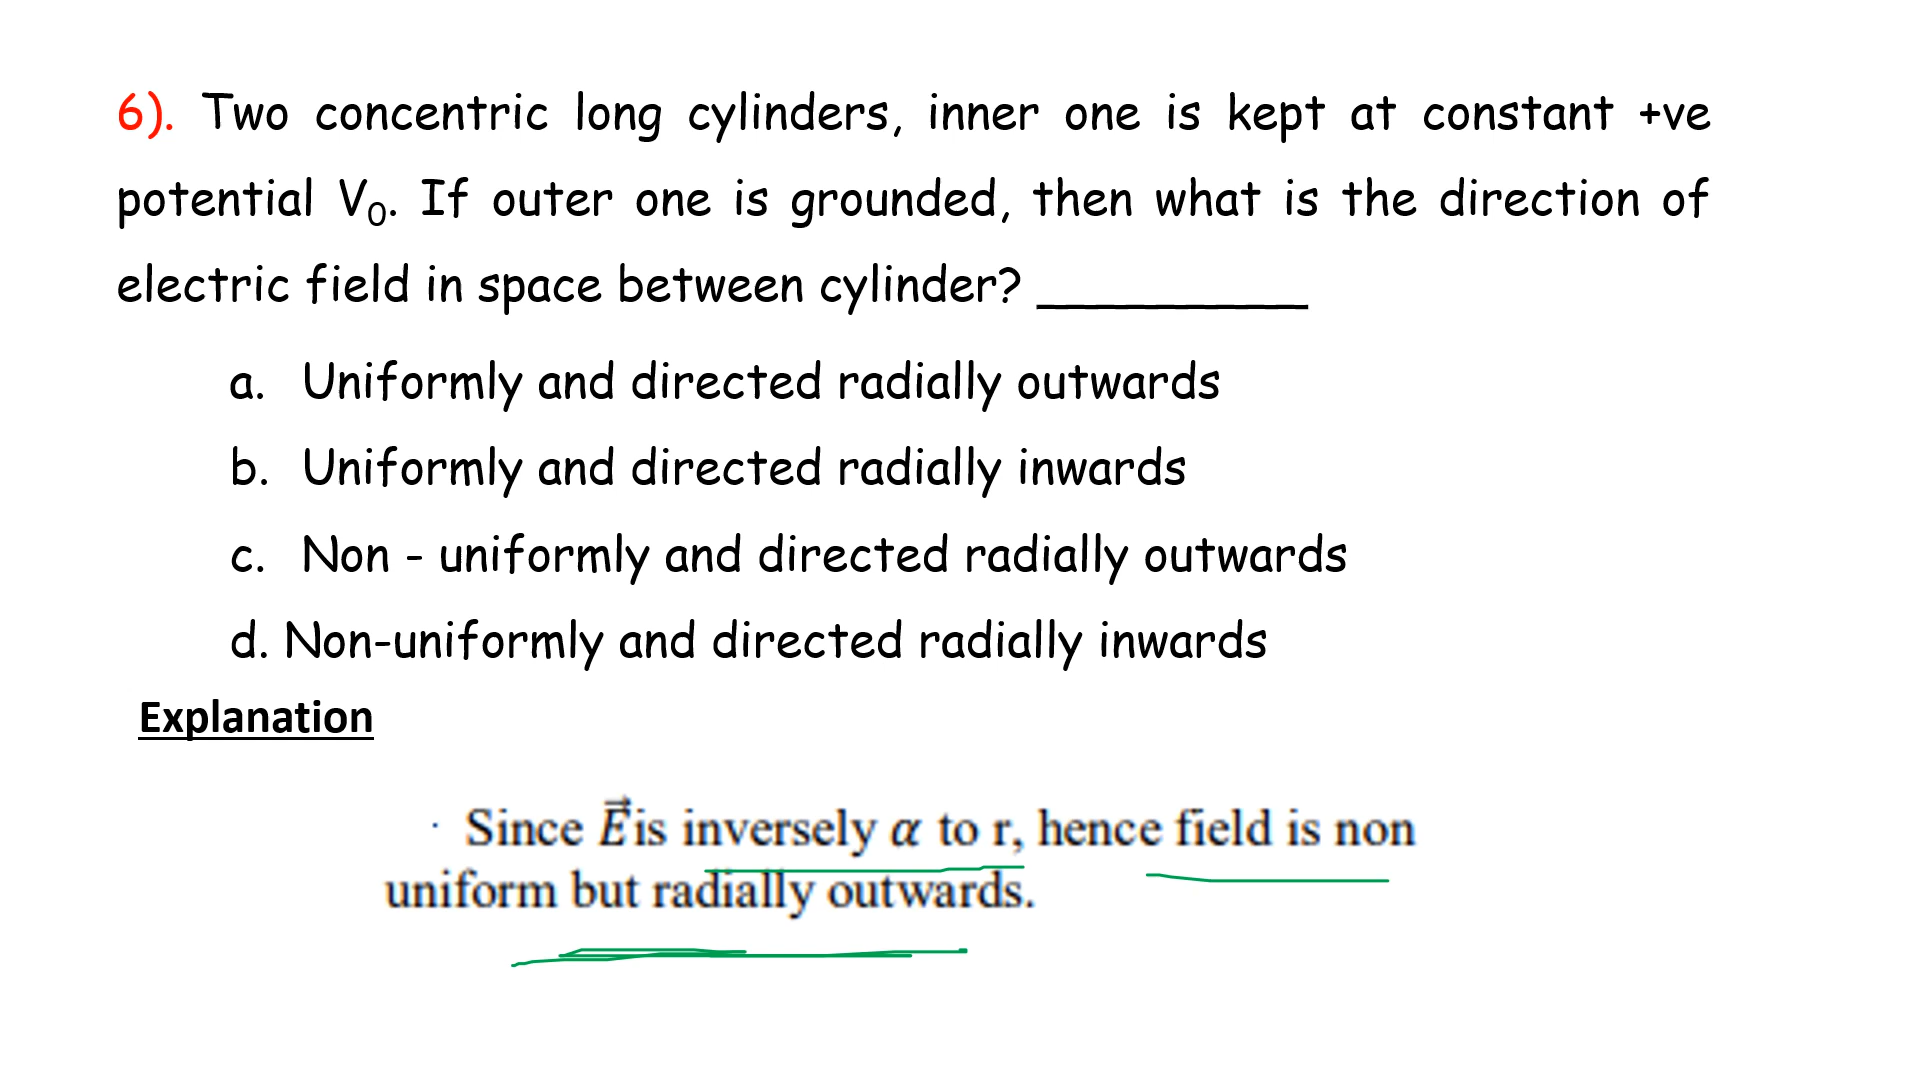 6). Two concentric long cylinders, inner one is kept at constant +ve
potential V₀. If outer one is grounded, then what is the direction of
electric field in space between cylinder? _________
a. Uniformly and directed radially outwards
b. Uniformly and directed radially inwards
c. Non - uniformly and directed radially outwards
d. Non-uniformly and directed radially inwards
Explanation
· Since E⃗ is inversely α to r, hence field is non
uniform but radially outwards.